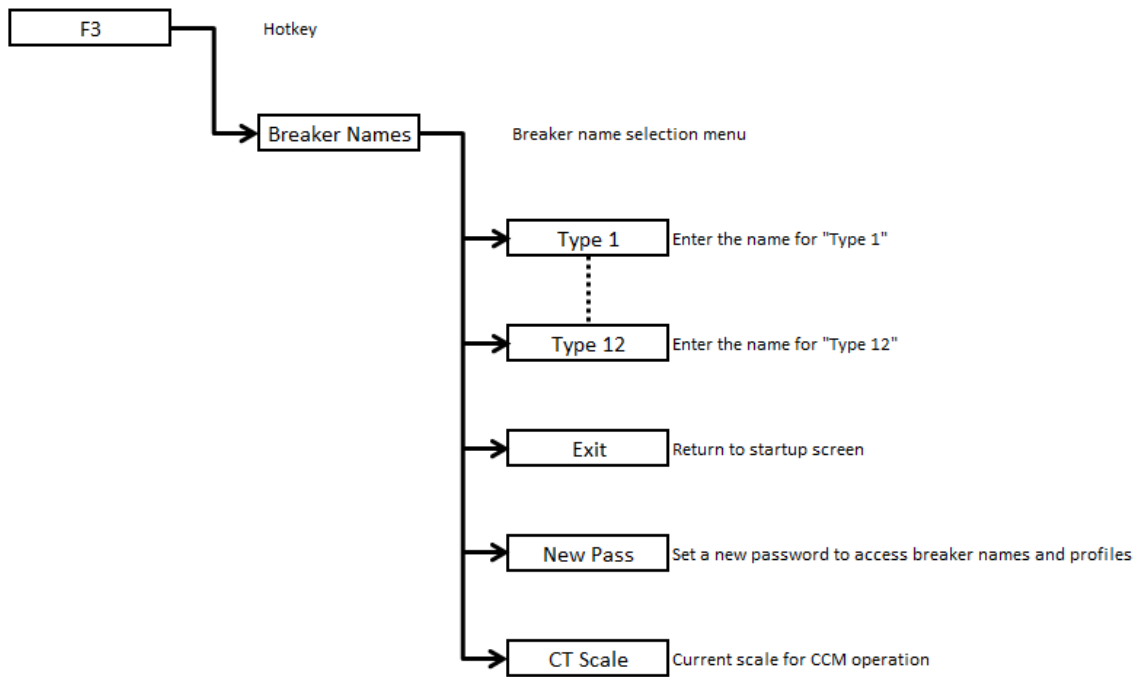 F3
Hotkey
Breaker Names
Breaker name selection menu
Type 1
Enter the name for "Type 1"
Type 12
Enter the name for "Type 12"
Exit
Return to startup screen
New Pass
Set a new password to access breaker names and profiles
CT Scale
Current scale for CCM operation